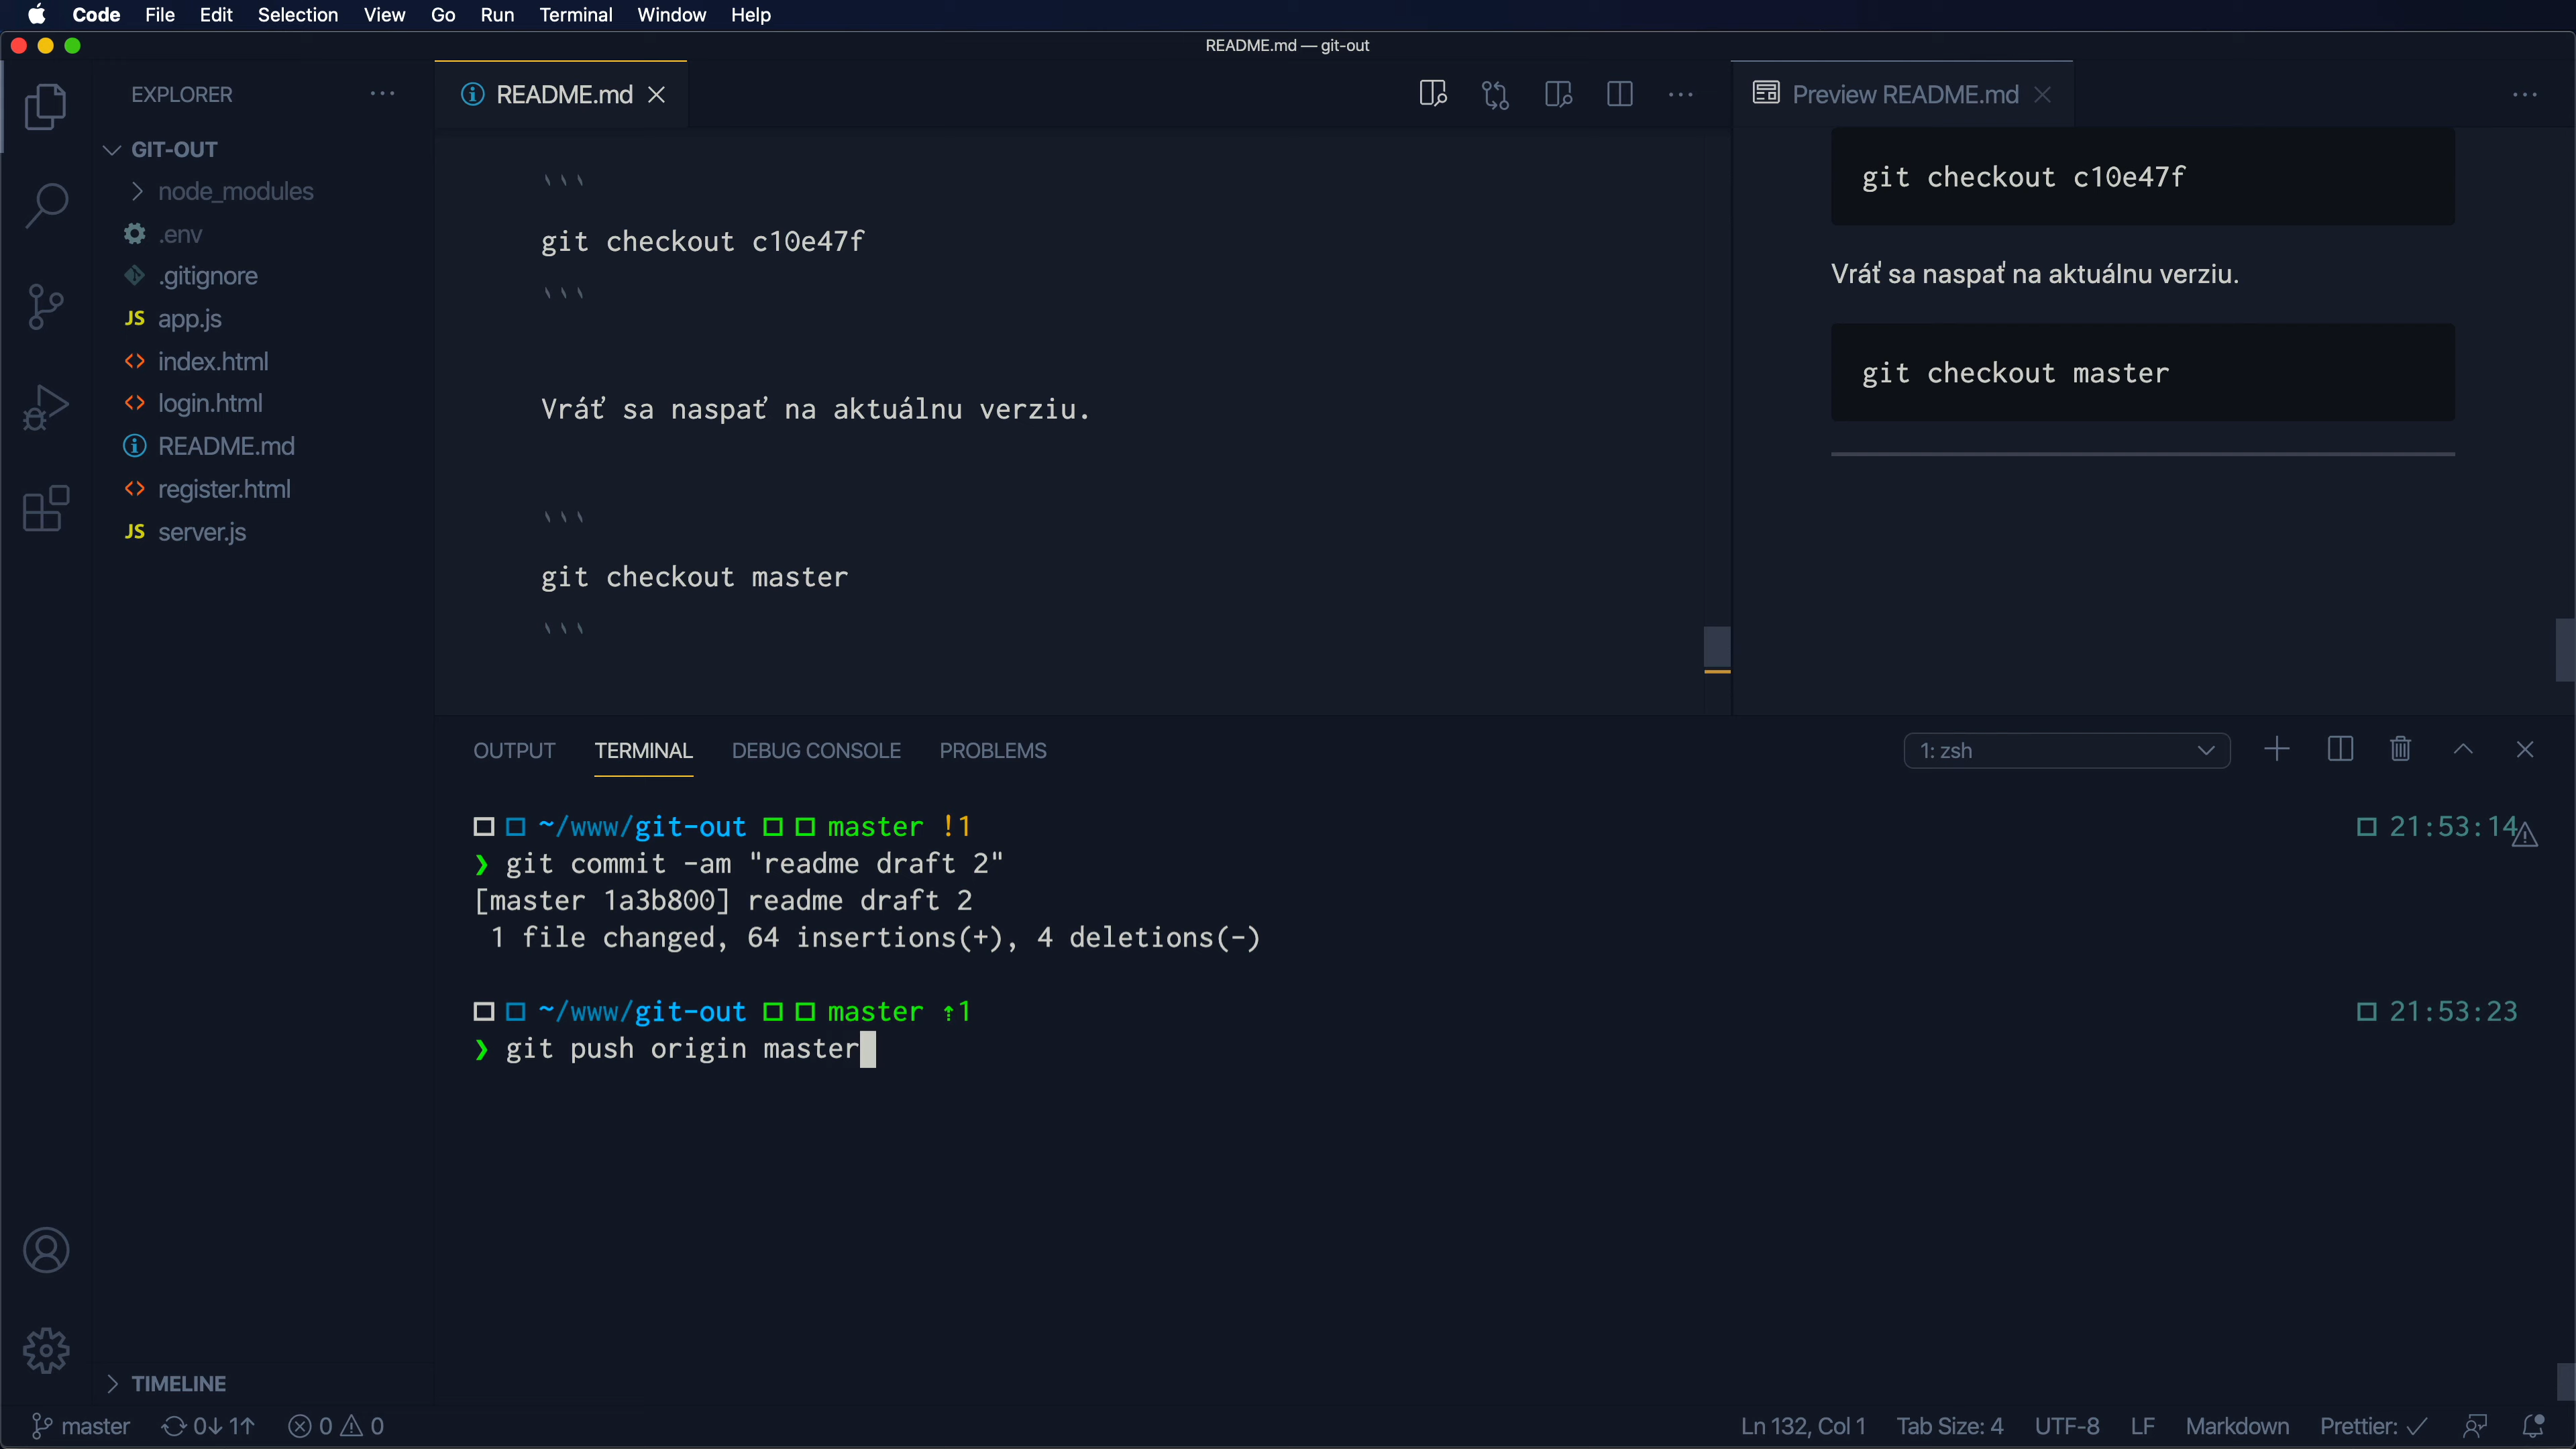 Code File Edit Selection View Go Run Terminal Window Help
README.md — git-out
EXPLORER
GIT-OUT
node_modules
.env
.gitignore
JS app.js
<> index.html
<> login.html
README.md
<> register.html
JS server.js
TIMELINE
README.md
```
git checkout c10e47f
```
Vráť sa naspať na aktuálnu verziu.
```
git checkout master
```
Preview README.md
git checkout c10e47f
Vráť sa naspať na aktuálnu verziu.
git checkout master
OUTPUT TERMINAL DEBUG CONSOLE PROBLEMS
1: zsh
~/www/git-out master !1 21:53:14
❯ git commit -am "readme draft 2"
[master 1a3b800] readme draft 2
1 file changed, 64 insertions(+), 4 deletions(-)
~/www/git-out master ⇡1 21:53:23
❯ git push origin master
master 0↓ 1↑ 0 0
Ln 132, Col 1 Tab Size: 4 UTF-8 LF Markdown Prettier: ✓